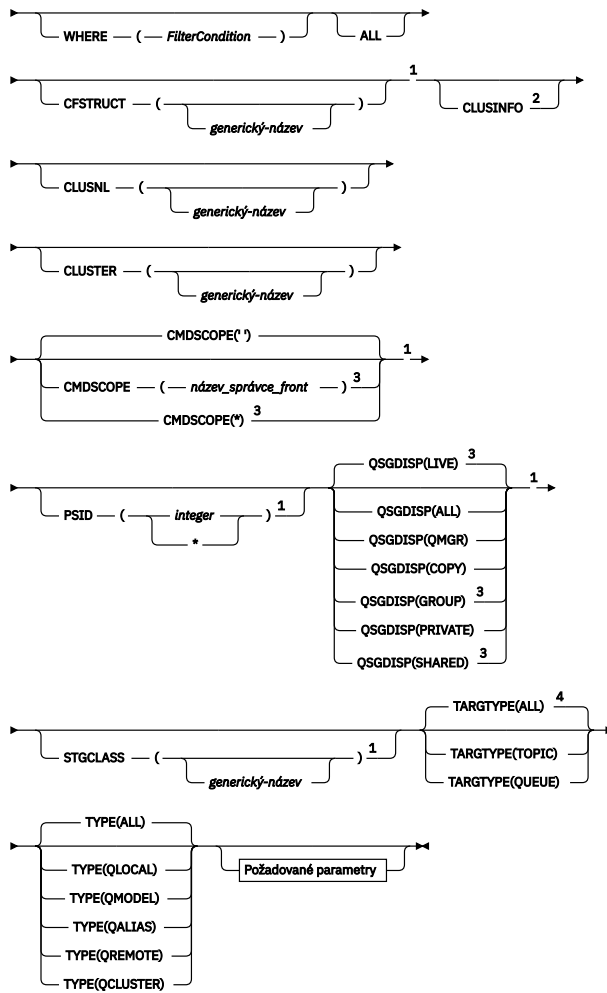 WHERE ( FilterCondition ) ALL
CFSTRUCT ( generický-název ) 1 CLUSINFO 2
CLUSNL ( generický-název )
CLUSTER ( generický-název )
CMDSCOPE(' ')
CMDSCOPE ( název_správce_front ) 3 1
CMDSCOPE(*) 3
PSID ( integer ) 1
*
QSGDISP(LIVE) 3 1
QSGDISP(ALL)
QSGDISP(QMGR)
QSGDISP(COPY)
QSGDISP(GROUP) 3
QSGDISP(PRIVATE)
QSGDISP(SHARED) 3
STGCLASS ( generický-název ) 1
TARGTYPE(ALL) 4
TARGTYPE(TOPIC)
TARGTYPE(QUEUE)
TYPE(ALL)
TYPE(QLOCAL)
TYPE(QMODEL)
TYPE(QALIAS)
TYPE(QREMOTE)
TYPE(QCLUSTER)
Požadované parametry